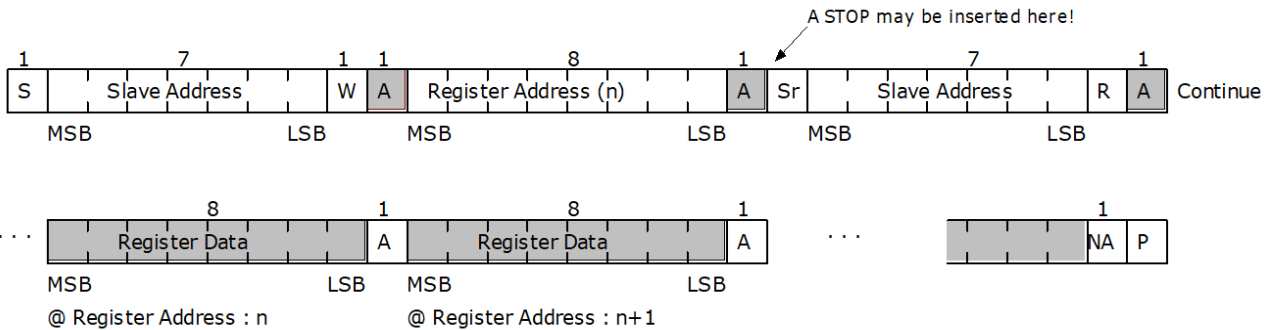 A STOP may be inserted here!
1 7 1 1 8 1 7 1
S Slave Address W A Register Address (n) A Sr Slave Address R A Continue
MSB LSB MSB LSB MSB LSB
8 1 8 1 1
. . . Register Data A Register Data A . . . NA P
MSB LSB MSB LSB
@ Register Address : n @ Register Address : n+1